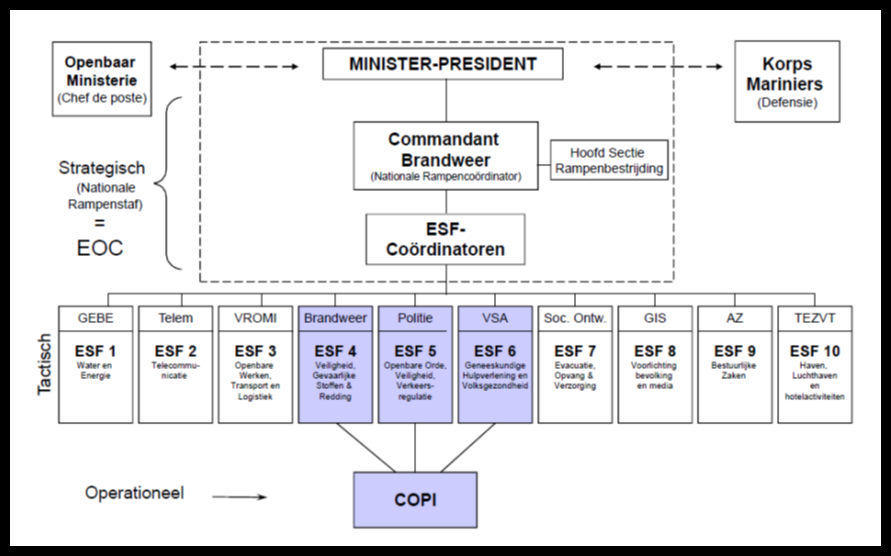 Openbaar
Ministerie
(Chef de poste)
MINISTER-PRESIDENT
Korps
Mariniers
(Defensie)
Commandant
Brandweer
(Nationale Rampencoördinator)
Hoofd Sectie
Rampenbestrijding
Strategisch
(Nationale
Rampenstaf)
=
EOC
ESF-
Coördinatoren
Tactisch
GEBE
ESF 1
Water en
Energie
Telem
ESF 2
Telecommu-
nicatie
VROMI
ESF 3
Openbare
Werken,
Transport en
Logistiek
Brandweer
ESF 4
Veiligheid,
Gevaarlijke
Stoffen &
Redding
Politie
ESF 5
Openbare Orde,
Veiligheid,
Verkeers-
regulatie
VSA
ESF 6
Geneeskundige
Hulpverlening en
Volksgezondheid
Soc. Ontw.
ESF 7
Evacuatie,
Opvang &
Verzorging
GIS
ESF 8
Voorlichting
bevolking
en media
AZ
ESF 9
Bestuurlijke
Zaken
TEZVT
ESF 10
Haven,
Luchthaven
en
hotelactiviteiten
Operationeel
COPI